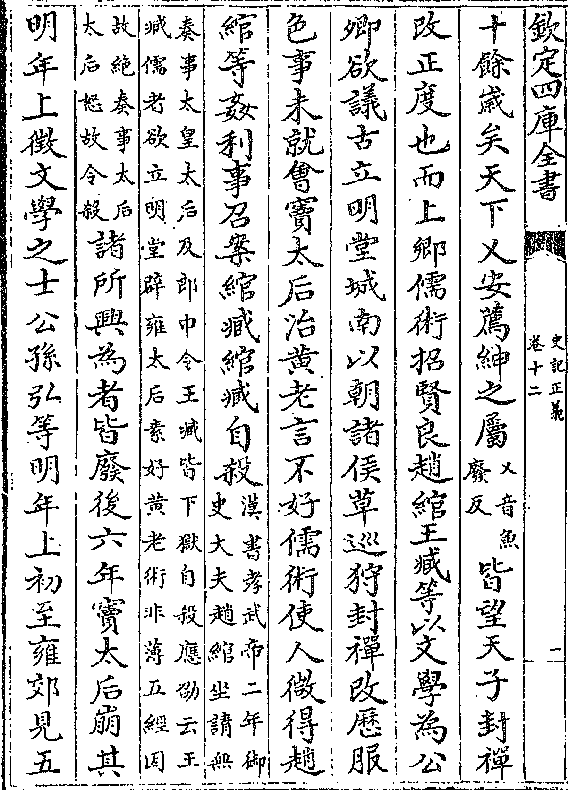 欽定四庫全書
史記正義
卷十二
二
十餘歲矣天下乂安薦紳之屬乂音魚廢反皆望天子封禪
改正度也而上鄉儒術招賢良趙綰王臧等以文學為公
卿欲議古立明堂城南以朝諸侯草巡狩封禪改歷服
色事未就會竇太后治黃老言不好儒術使人微得趙
綰等姦利事召案綰臧綰臧自殺漢書孝武帝二年御史大夫趙綰坐請無
奏事太皇太后及郎中令王臧皆下獄自殺應劭云王臧儒者欲立明堂辟雍太后素好黃老術非薄五經因
故絕奏事太后太后怒故令殺諸所興為者皆廢後六年竇太后崩其
明年上徵文學之士公孫弘等明年上初至雍郊見五